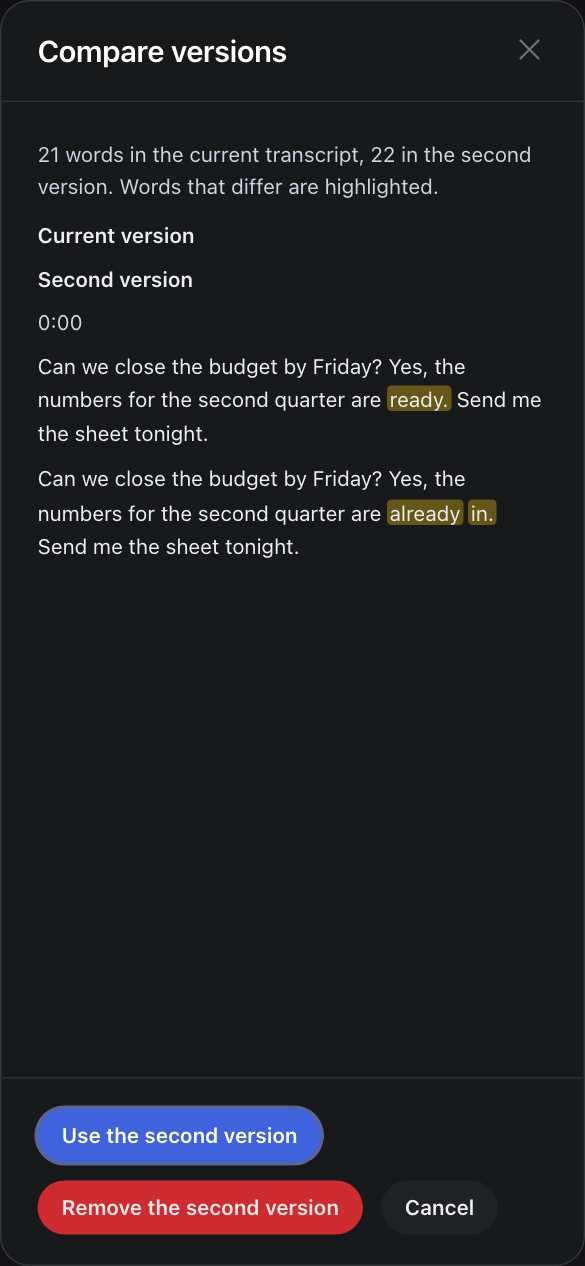 Compare versions
21 words in the current transcript, 22 in the second
version. Words that differ are highlighted.
Current version
Second version
0:00
Can we close the budget by Friday? Yes, the
numbers for the second quarter are ready. Send me
the sheet tonight.
Can we close the budget by Friday? Yes, the
numbers for the second quarter are already in.
Send me the sheet tonight.
Use the second version
Remove the second version
Cancel